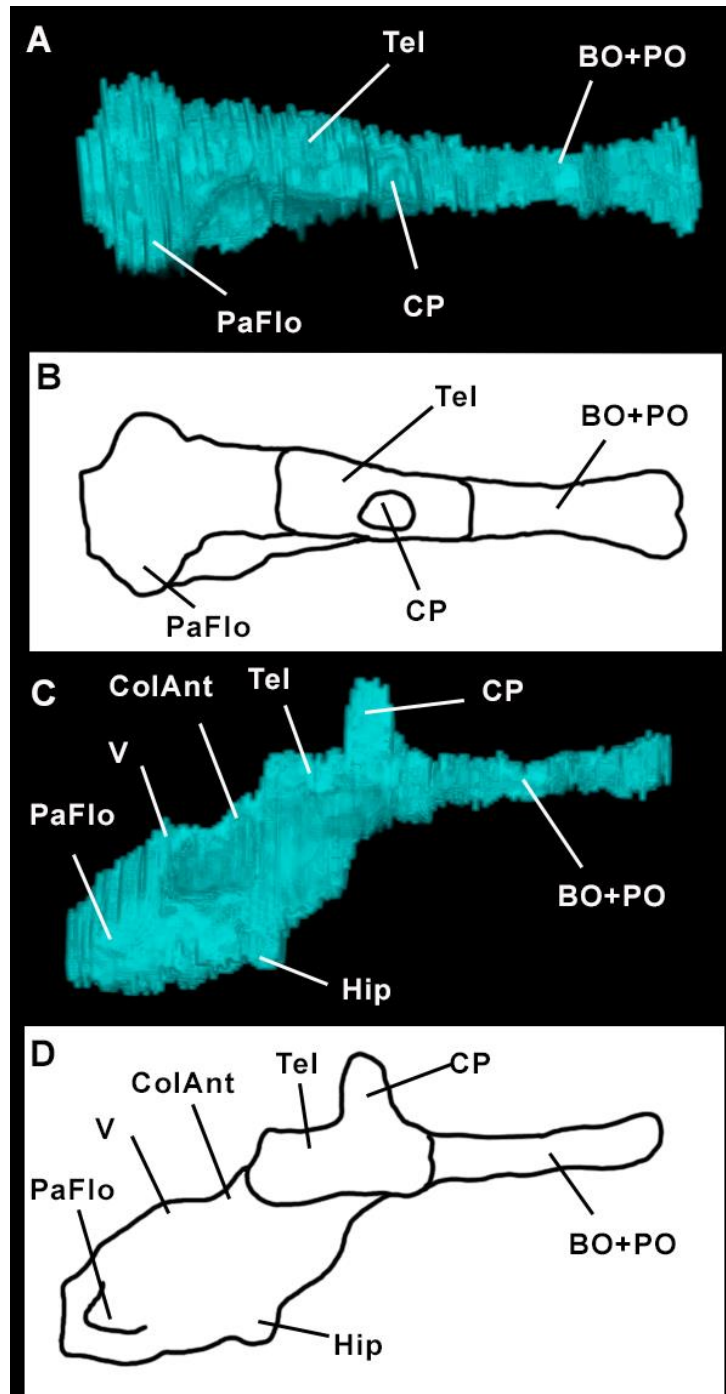 A
Tel
BO+PO
PaFlo
CP
B
Tel
BO+PO
PaFlo
CP
C
ColAnt
Tel
CP
V
PaFlo
BO+PO
Hip
D
Tel
CP
ColAnt
V
PaFlo
BO+PO
Hip